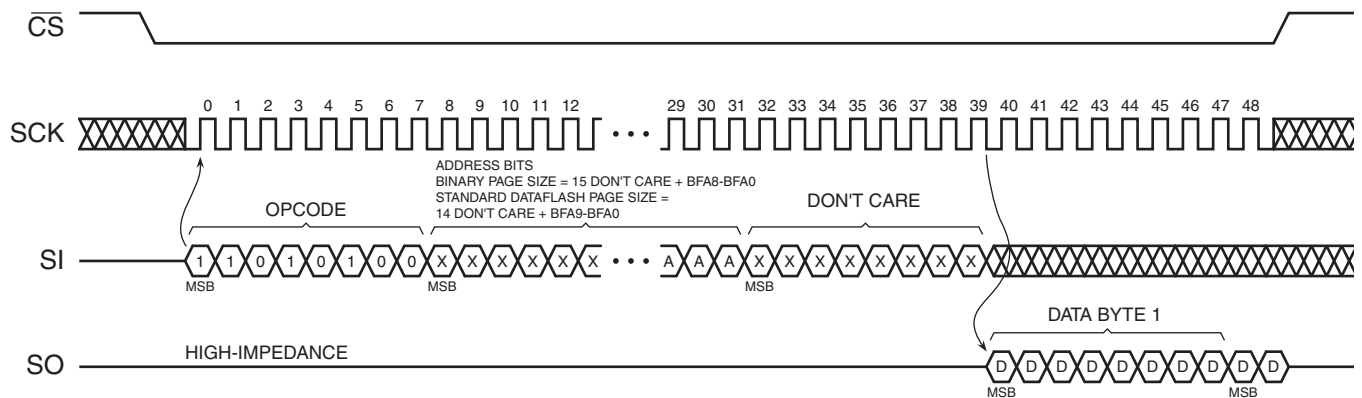 CS
0 1 2 3 4 5 6 7 8 9 10 11 12 29 30 31 32 33 34 35 36 37 38 39 40 41 42 43 44 45 46 47 48
SCK
ADDRESS BITS
BINARY PAGE SIZE = 15 DON'T CARE + BFA8-BFA0
STANDARD DATAFLASH PAGE SIZE =
14 DON'T CARE + BFA9-BFA0
OPCODE
DON'T CARE
SI
1 1 0 1 0 1 0 0 X X X X X X A A A X X X X X X X X
MSB MSB MSB
DATA BYTE 1
SO
HIGH-IMPEDANCE
D D D D D D D D D D
MSB MSB